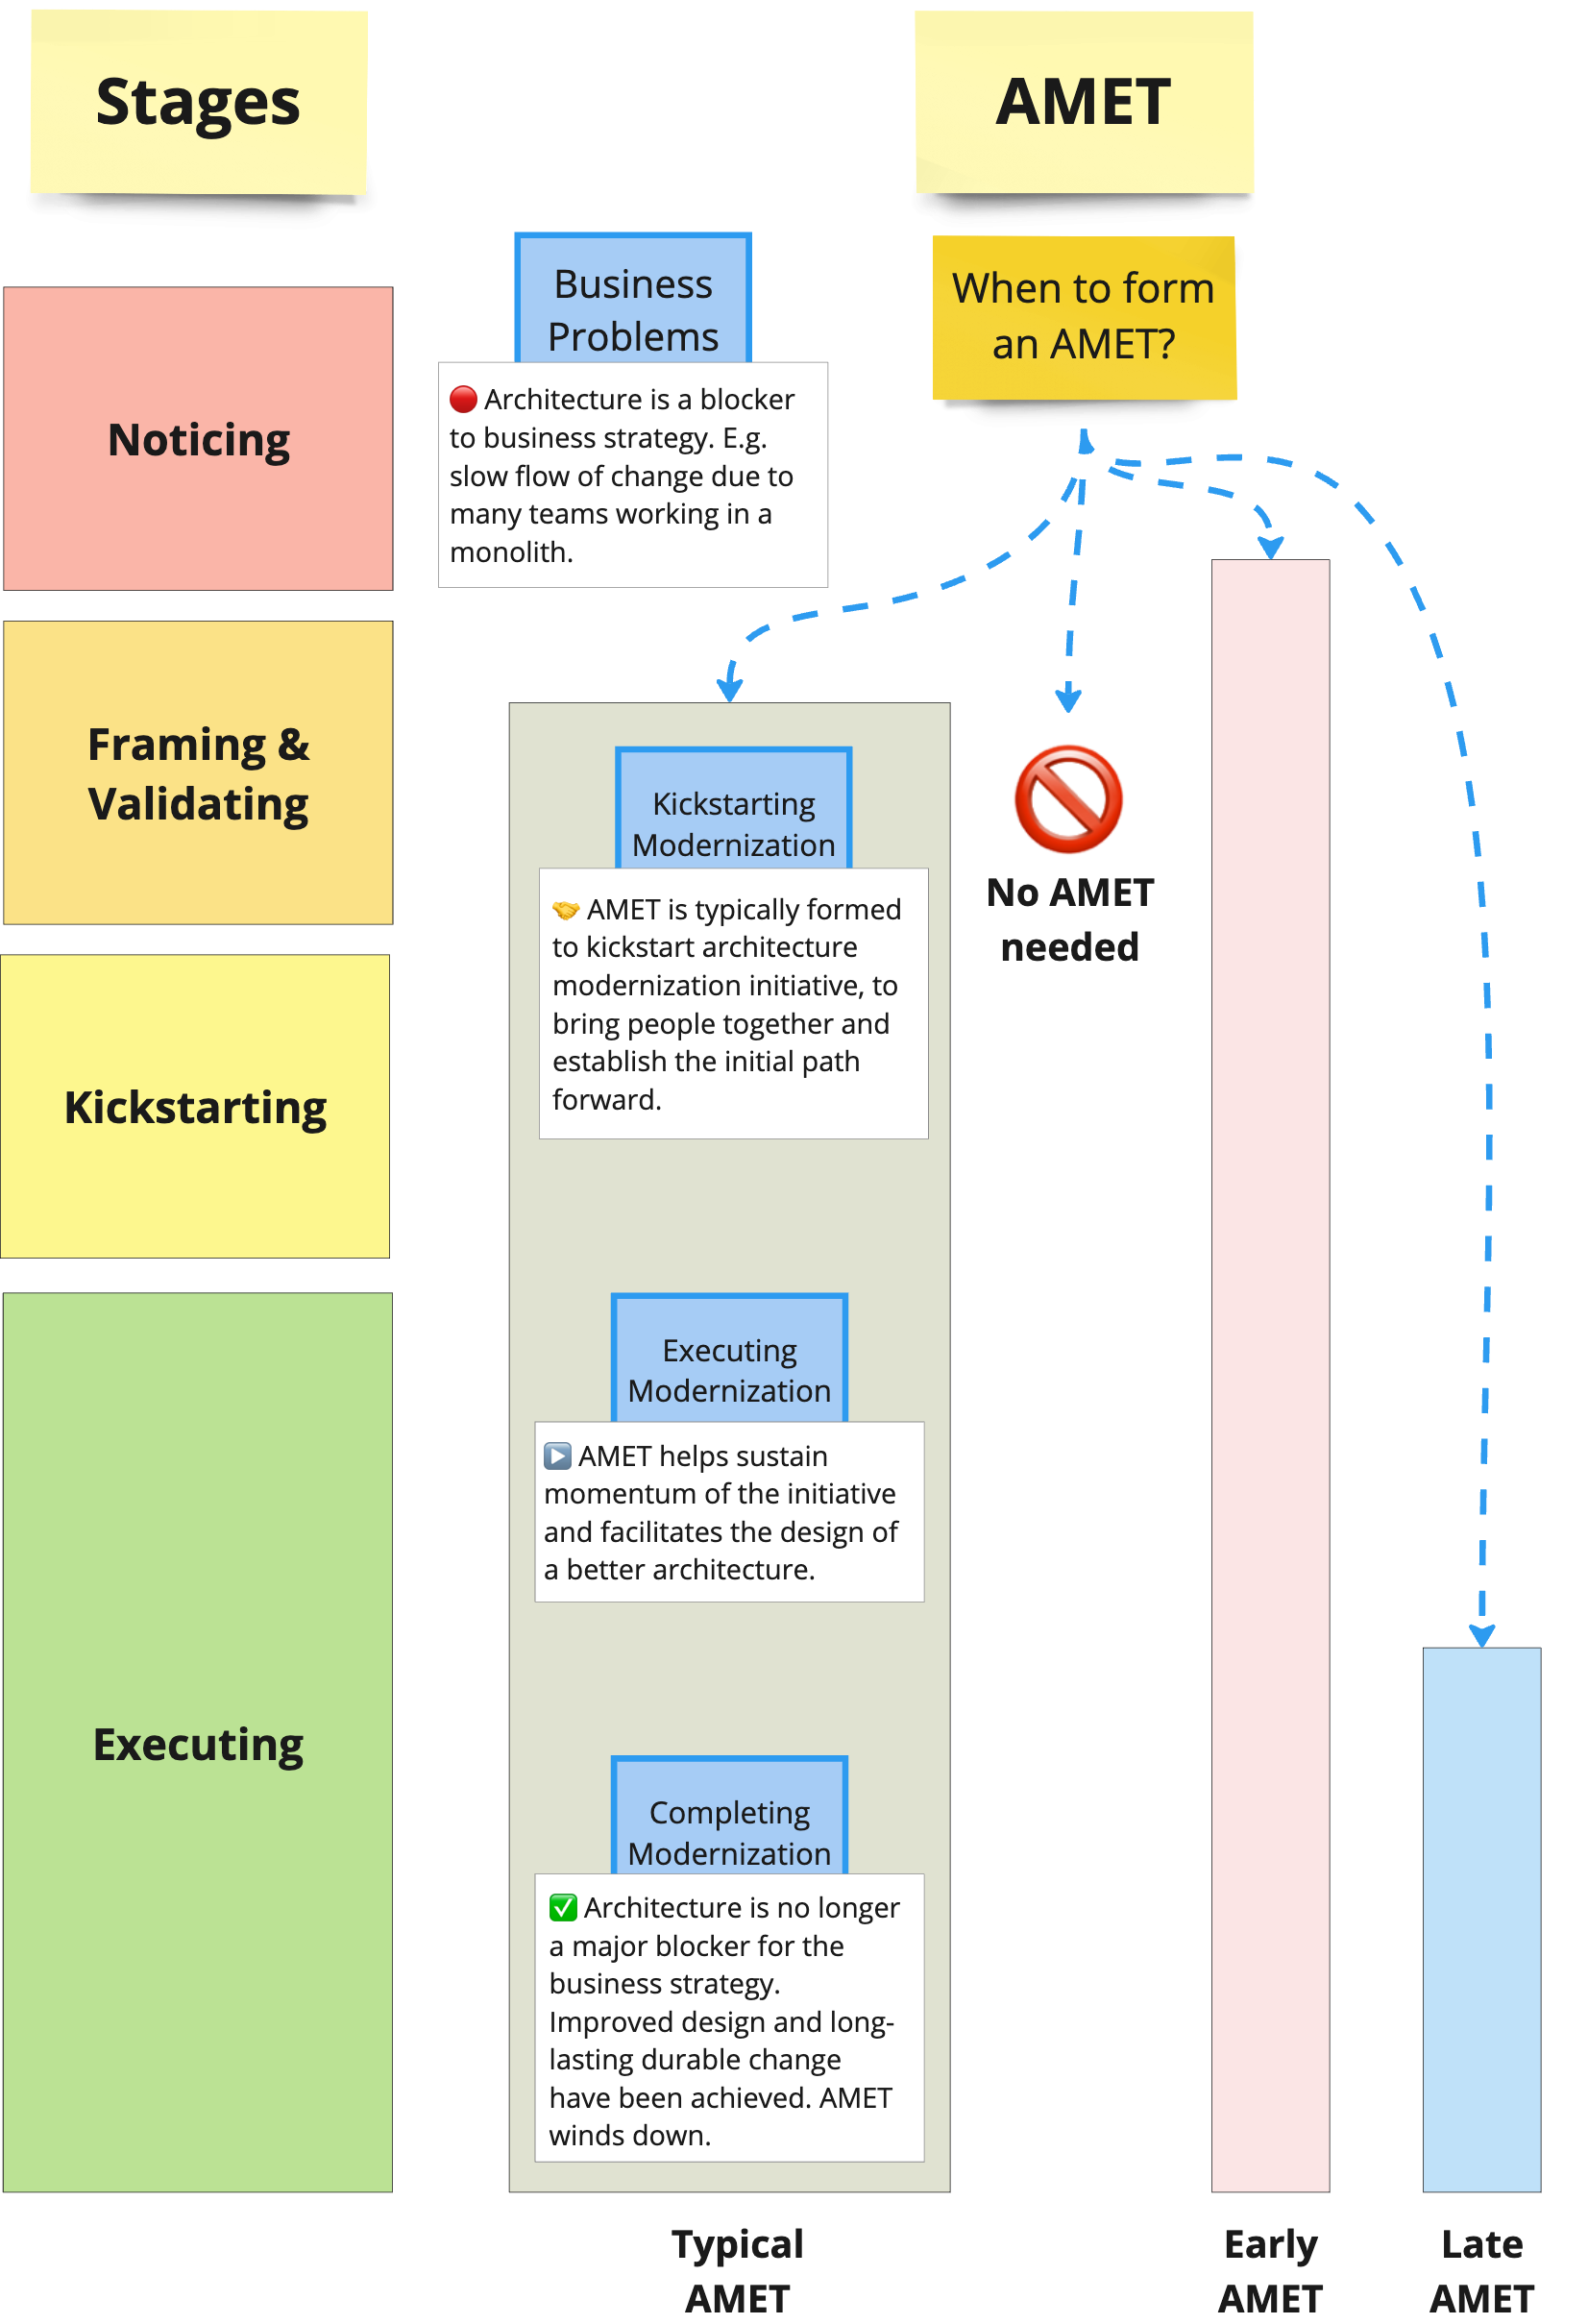 Stages
AMET
Business
Problems
When to form
an AMET?
Noticing
🔴 Architecture is a blocker
to business strategy. E.g.
slow flow of change due to
many teams working in a
monolith.
Framing &
Validating
Kickstarting
Modernization
🤝 AMET is typically formed
to kickstart architecture
modernization initiative, to
bring people together and
establish the initial path
forward.
No AMET
needed
Kickstarting
Executing
Modernization
▶️ AMET helps sustain
momentum of the initiative
and facilitates the design of
a better architecture.
Executing
Completing
Modernization
✅ Architecture is no longer
a major blocker for the
business strategy.
Improved design and long-
lasting durable change
have been achieved. AMET
winds down.
Typical
AMET
Early
AMET
Late
AMET